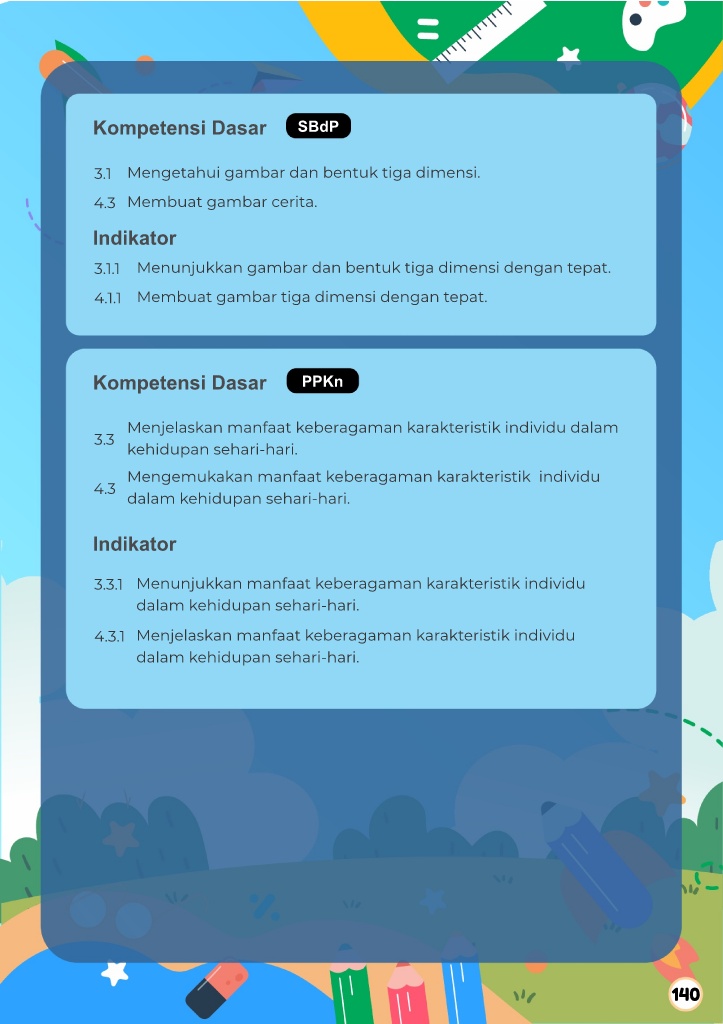 Kompetensi Dasar SBdP
3.1 Mengetahui gambar dan bentuk tiga dimensi.
4.3 Membuat gambar cerita.
Indikator
3.1.1 Menunjukkan gambar dan bentuk tiga dimensi dengan tepat.
4.1.1 Membuat gambar tiga dimensi dengan tepat.
Kompetensi Dasar PPKn
3.3 Menjelaskan manfaat keberagaman karakteristik individu dalam
kehidupan sehari-hari.
4.3 Mengemukakan manfaat keberagaman karakteristik individu
dalam kehidupan sehari-hari.
Indikator
3.3.1 Menunjukkan manfaat keberagaman karakteristik individu
dalam kehidupan sehari-hari.
4.3.1 Menjelaskan manfaat keberagaman karakteristik individu
dalam kehidupan sehari-hari.
140